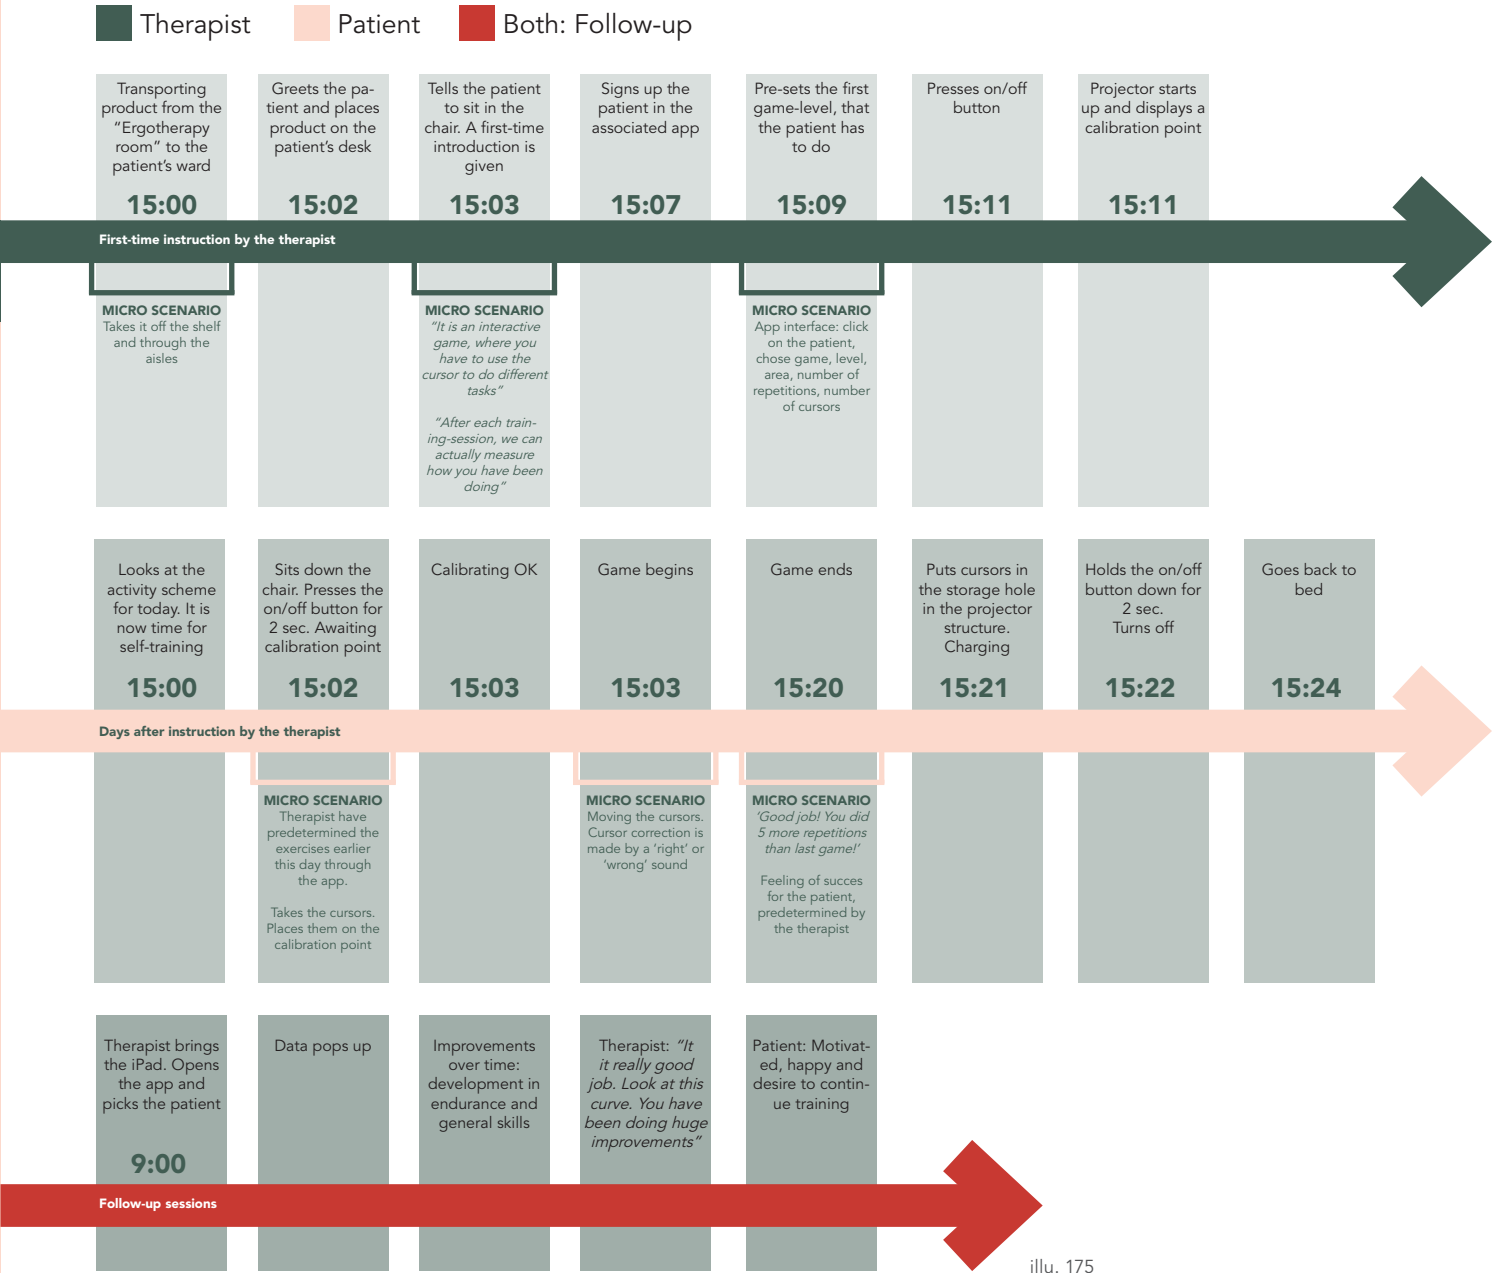 Therapist
Patient
Both: Follow-up
Transporting
product from the
“Ergotherapy
room” to the
patient’s ward
15:00
Greets the pa-
tient and places
product on the
patient’s desk
15:02
Tells the patient
to sit in the
chair. A first-time
introduction is
given
15:03
Signs up the
patient in the
associated app
15:07
Pre-sets the first
game-level, that
the patient has
to do
15:09
Presses on/off
button
15:11
Projector starts
up and displays a
calibration point
15:11
First-time instruction by the therapist
MICRO SCENARIO
Takes it off the shelf
and through the
aisles
MICRO SCENARIO
“It is an interactive
game, where you
have to use the
cursor to do different
tasks”
“After each train-
ing-session, we can
actually measure
how you have been
doing”
MICRO SCENARIO
App interface: click
on the patient,
chose game, level,
area, number of
repetitions, number
of cursors
Looks at the
activity scheme
for today. It is
now time for
self-training
15:00
Sits down the
chair. Presses the
on/off button for
2 sec. Awaiting
calibration point
15:02
Calibrating OK
15:03
Game begins
15:03
Game ends
15:20
Puts cursors in
the storage hole
in the projector
structure.
Charging
15:21
Holds the on/off
button down for
2 sec.
Turns off
15:22
Goes back to
bed
15:24
Days after instruction by the therapist
MICRO SCENARIO
Therapist have
predetermined the
exercises earlier
this day through
the app.
Takes the cursors.
Places them on the
calibration point
MICRO SCENARIO
Moving the cursors.
Cursor correction is
made by a ‘right’ or
‘wrong’ sound
MICRO SCENARIO
‘Good job! You did
5 more repetitions
than last game!’
Feeling of succes
for the patient,
predetermined by
the therapist
Therapist brings
the iPad. Opens
the app and
picks the patient
9:00
Data pops up
Improvements
over time:
development in
endurance and
general skills
Therapist: “It
it really good
job. Look at this
curve. You have
been doing huge
improvements”
Patient: Motivat-
ed, happy and
desire to contin-
ue training
Follow-up sessions
illu. 175